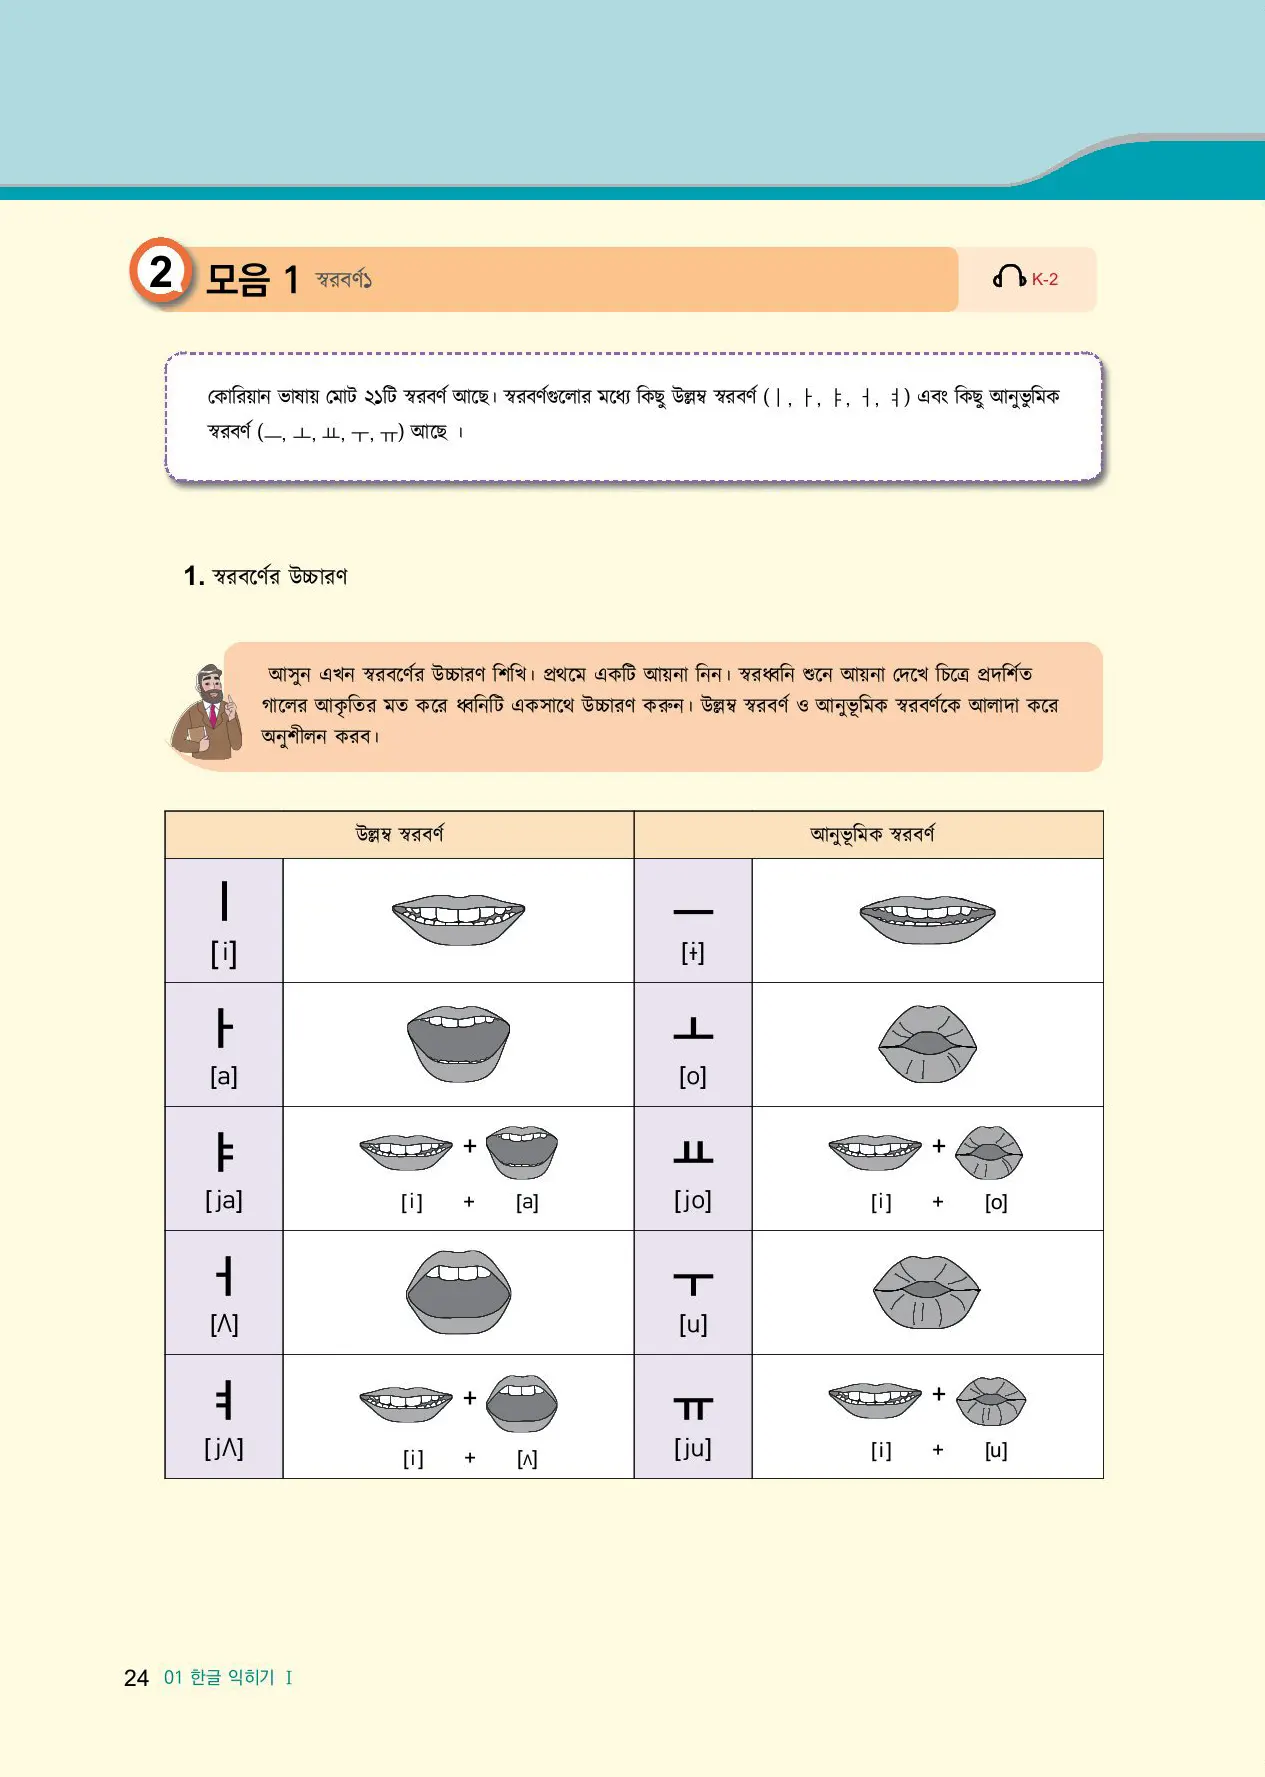 2 모음 1 স্বরবর্ণ১ K-2
কোরিয়ান ভাষায় মোট ২১টি স্বরবর্ণ আছে। স্বরবর্ণগুলোর মধ্যে কিছু উল্লম্ব স্বরবর্ণ (ㅣ, ㅏ, ㅑ, ㅓ, ㅕ) এবং কিছু আনুভুমিক
স্বরবর্ণ (ㅡ, ㅗ, ㅛ, ㅜ, ㅠ) আছে ।
1. স্বরবর্ণের উচ্চারণ
আসুন এখন স্বরবর্ণের উচ্চারণ শিখি। প্রথমে একটি আয়না নিন। স্বরধ্বনি শুনে আয়না দেখে চিত্রে প্রদর্শিত
গালের আকৃতির মত করে ধ্বনিটি একসাথে উচ্চারণ করুন। উল্লম্ব স্বরবর্ণ ও আনুভূমিক স্বরবর্ণকে আলাদা করে
অনুশীলন করব।
উল্লম্ব স্বরবর্ণ আনুভূমিক স্বরবর্ণ
ㅣ ㅡ
[i] [ɨ]
ㅏ ㅗ
[a] [o]
ㅑ + ㅛ +
[ja] [i] + [a] [jo] [i] + [o]
ㅓ ㅜ
[ʌ] [u]
ㅕ + ㅠ +
[jʌ] [i] + [ʌ] [ju] [i] + [u]
24 01 한글 익히기 Ⅰ